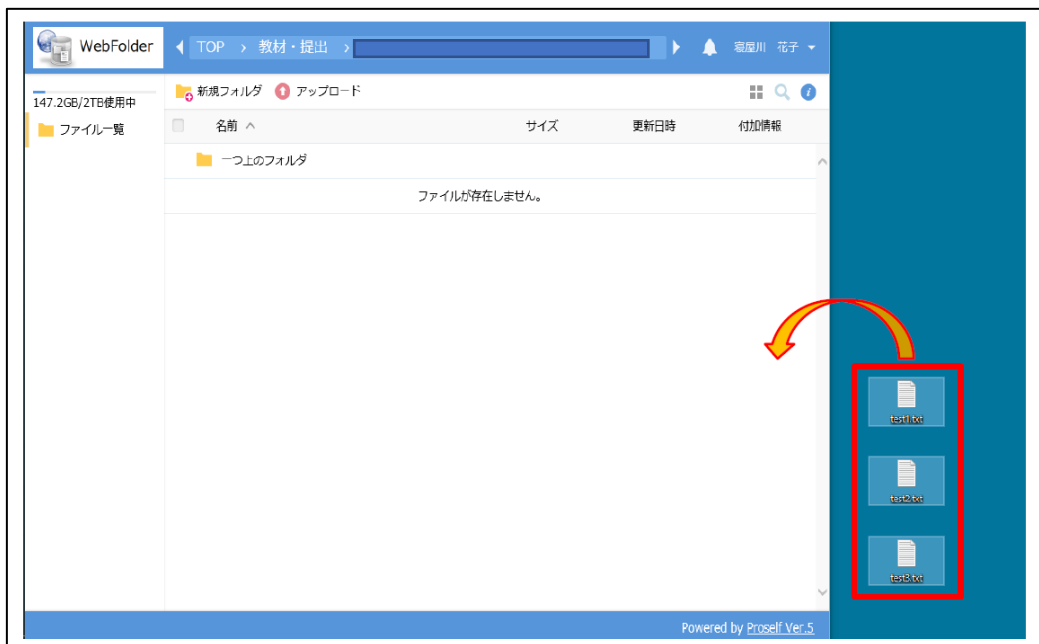 WebFolder
TOP › 教材・提出 ›
寝屋川 花子
147.2GB/2TB使用中
新規フォルダ アップロード
ファイル一覧
名前 サイズ 更新日時 付加情報
一つ上のフォルダ
ファイルが存在しません。
test1.txt
test2.txt
test3.txt
Powered by Proself Ver.5